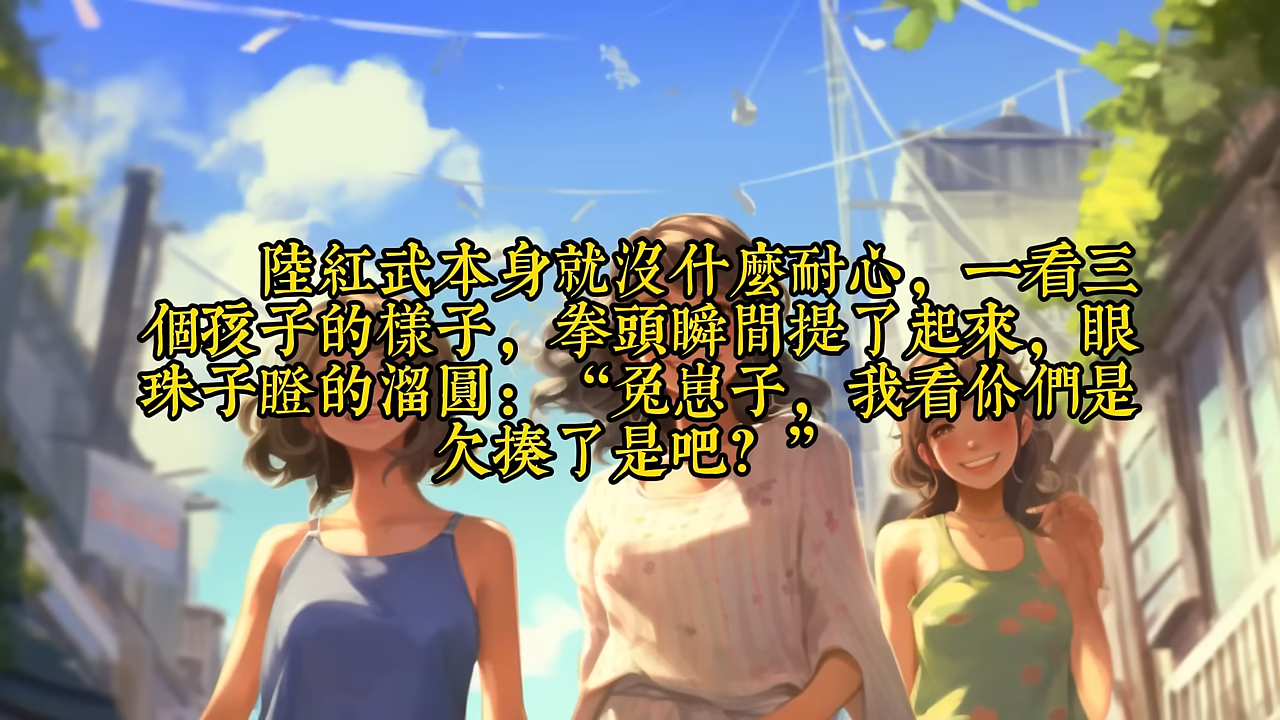 陸紅武本身就沒什麼耐心，一看三
個孩子的樣子，拳頭瞬間提了起來，眼
珠子瞪的溜圓：“兔崽子，我看你們是
欠揍了是吧？”